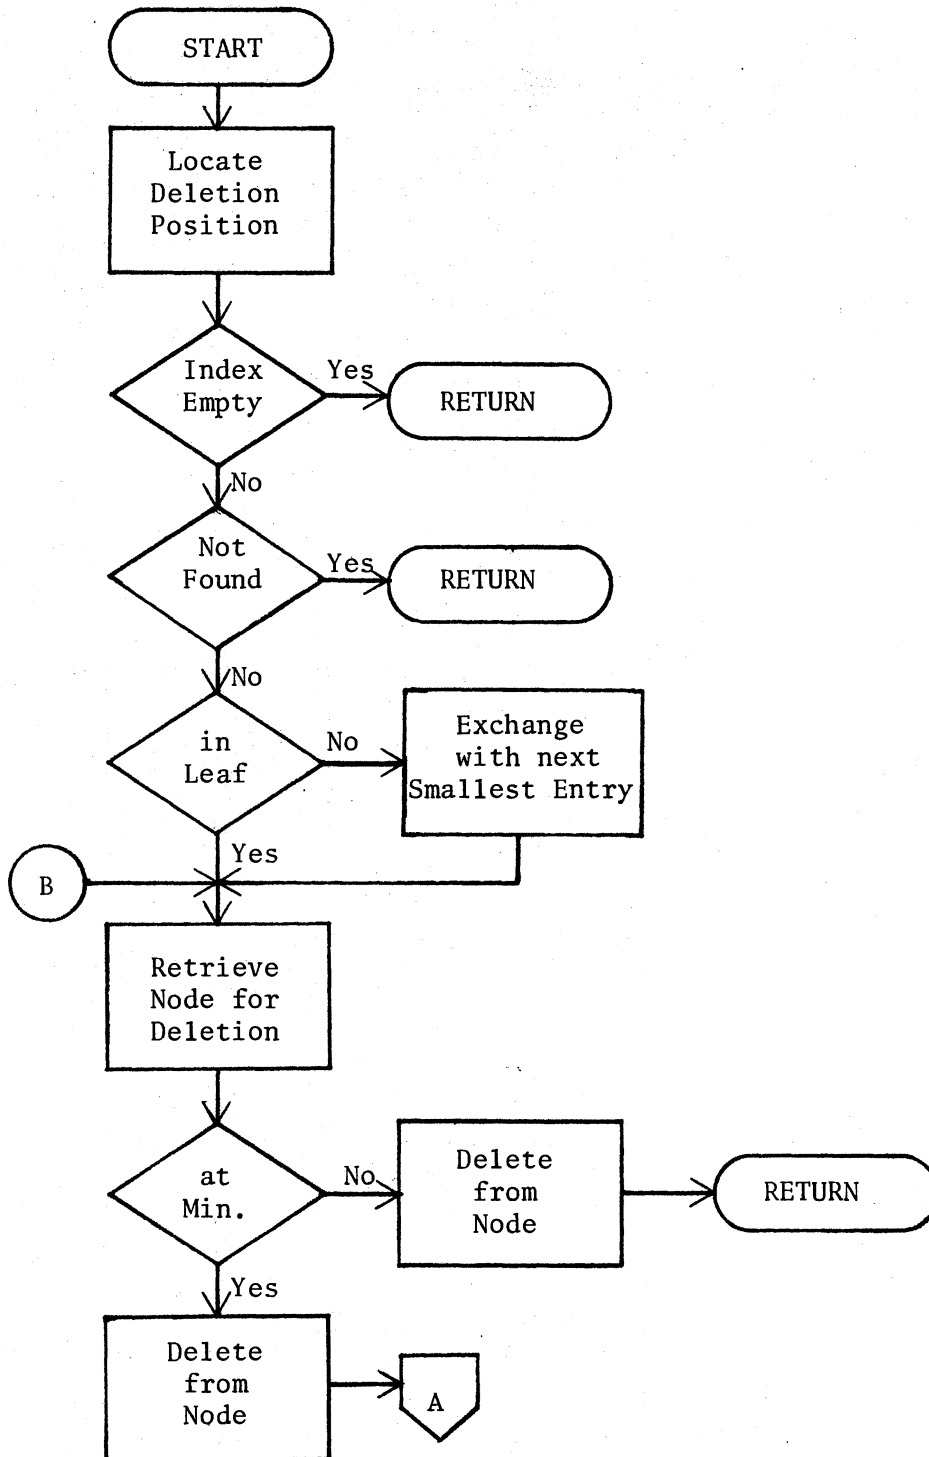 START
Locate
Deletion
Position
Index
Empty
Yes
RETURN
No
Not
Found
Yes
RETURN
No
in
Leaf
No
Exchange
with next
Smallest Entry
Yes
B
Retrieve
Node for
Deletion
at
Min.
No
Delete
from
Node
RETURN
Yes
Delete
from
Node
A